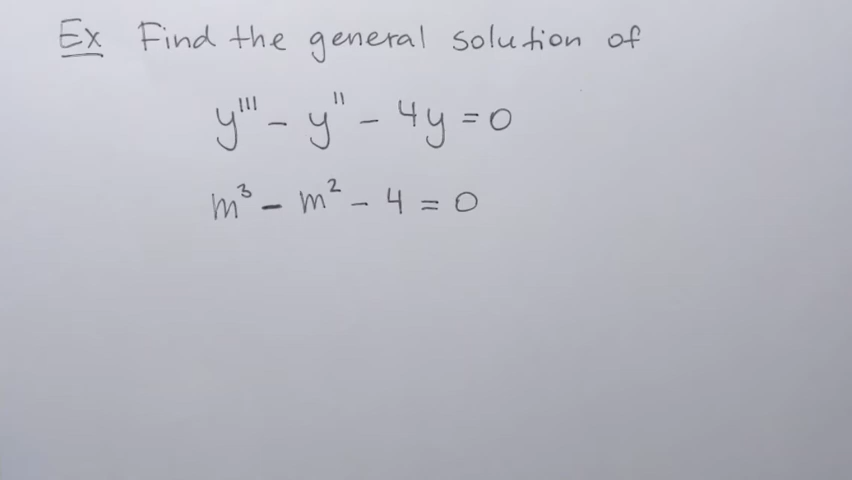 Ex Find the general solution of
y''' - y'' - 4y = 0
m³ - m² - 4 = 0